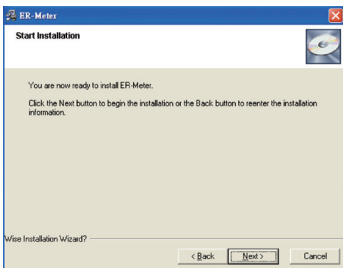 ER-Meter
Start Installation
You are now ready to install ER-Meter.
Click the Next button to begin the installation or the Back button to reenter the installation
information.
Wise Installation Wizard?
< Back
Next >
Cancel